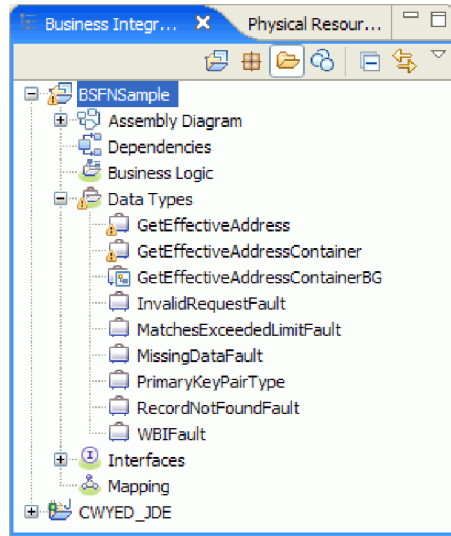 Business Integr... Physical Resour...
BSFNSample
Assembly Diagram
Dependencies
Business Logic
Data Types
GetEffectiveAddress
GetEffectiveAddressContainer
GetEffectiveAddressContainerBG
InvalidRequestFault
MatchesExceededLimitFault
MissingDataFault
PrimaryKeyPairType
RecordNotFoundFault
WBIFault
Interfaces
Mapping
CWYED_JDE